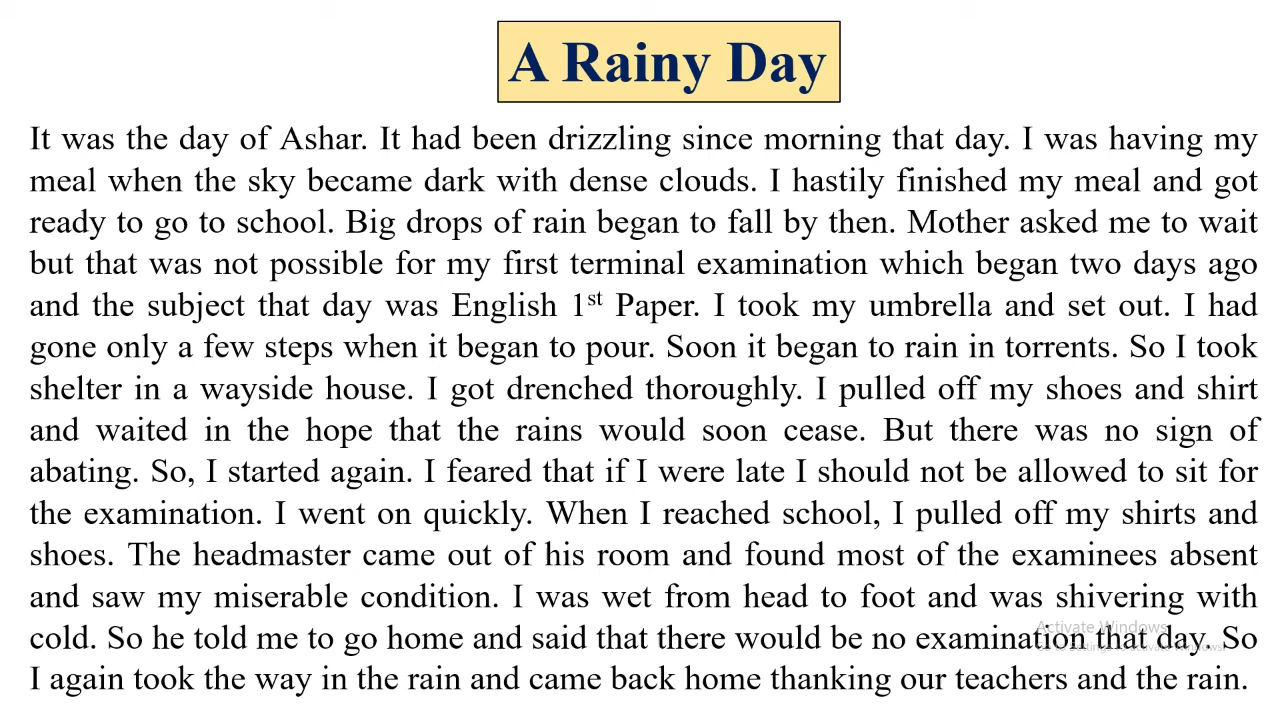 A Rainy Day
It was the day of Ashar. It had been drizzling since morning that day. I was having my
meal when the sky became dark with dense clouds. I hastily finished my meal and got
ready to go to school. Big drops of rain began to fall by then. Mother asked me to wait
but that was not possible for my first terminal examination which began two days ago
and the subject that day was English 1st Paper. I took my umbrella and set out. I had
gone only a few steps when it began to pour. Soon it began to rain in torrents. So I took
shelter in a wayside house. I got drenched thoroughly. I pulled off my shoes and shirt
and waited in the hope that the rains would soon cease. But there was no sign of
abating. So, I started again. I feared that if I were late I should not be allowed to sit for
the examination. I went on quickly. When I reached school, I pulled off my shirts and
shoes. The headmaster came out of his room and found most of the examinees absent
and saw my miserable condition. I was wet from head to foot and was shivering with
cold. So he told me to go home and said that there would be no examination that day. So
I again took the way in the rain and came back home thanking our teachers and the rain.
Activate Windows
Go to Settings to activate Windows.